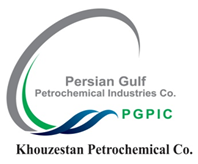 Persian Gulf
Petrochemical Industries Co.
PGPIC
Khouzestan Petrochemical Co.